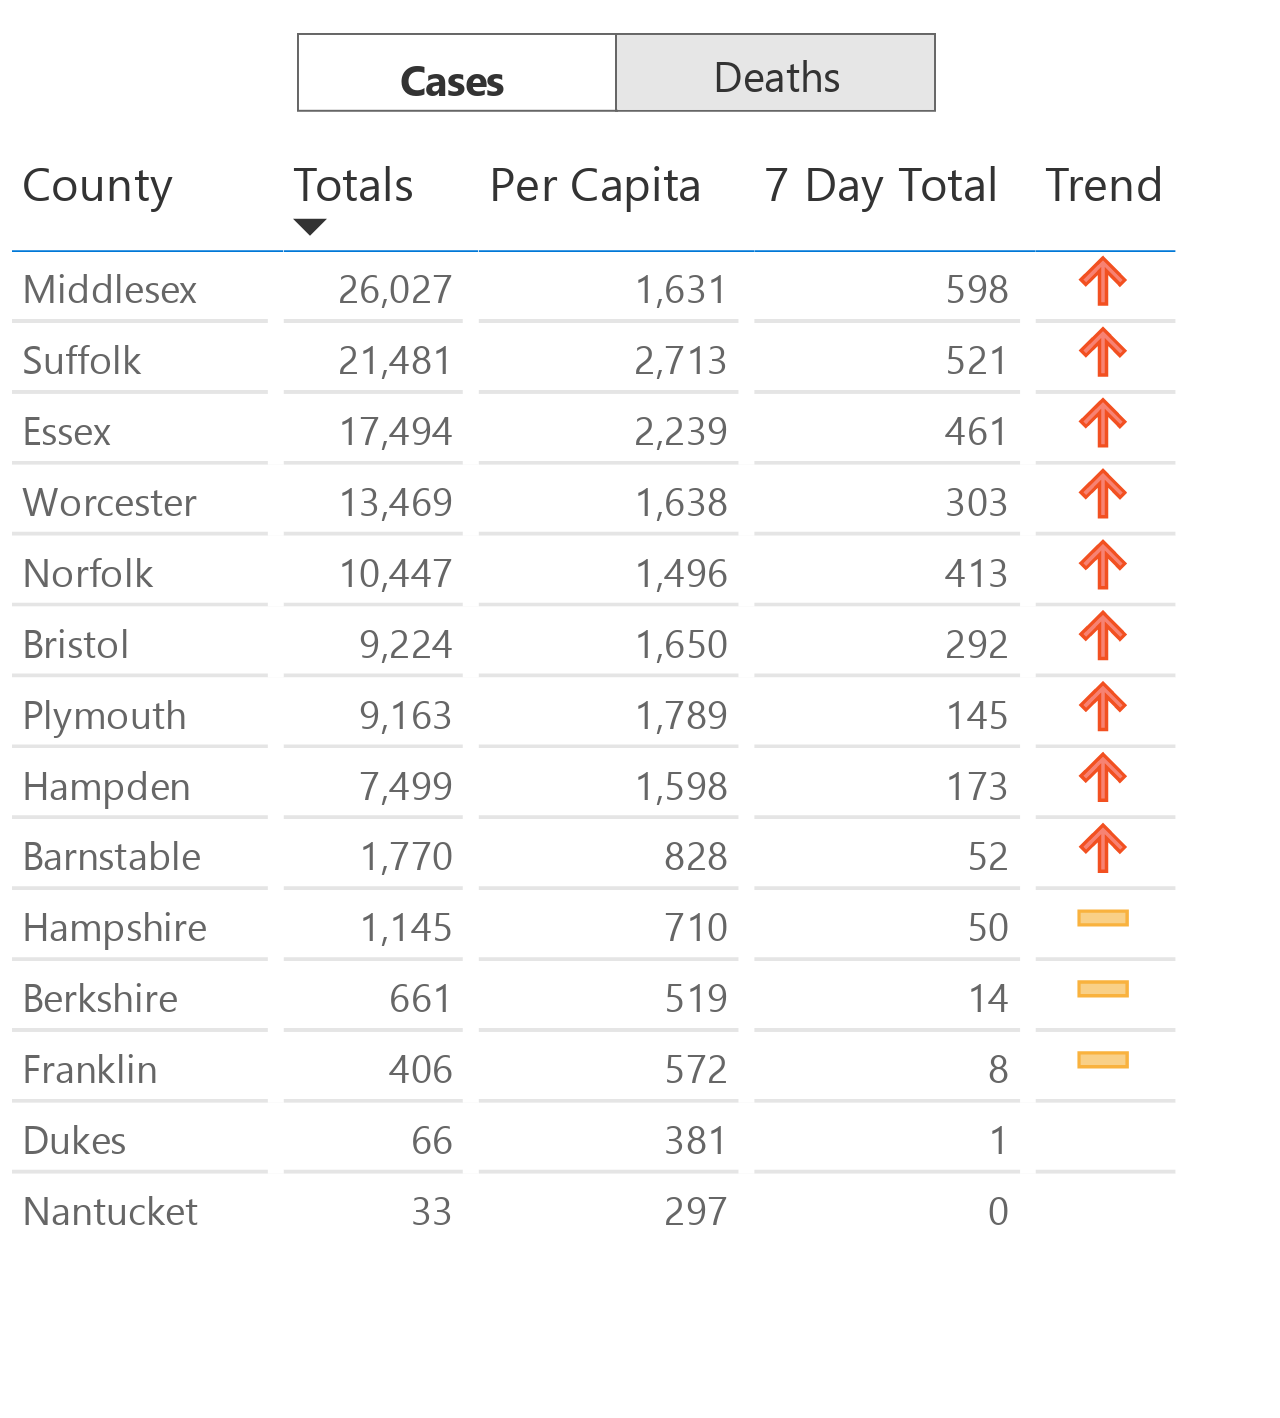 Cases Deaths
County Totals Per Capita 7 Day Total Trend
Middlesex 26,027 1,631 598
Suffolk 21,481 2,713 521
Essex 17,494 2,239 461
Worcester 13,469 1,638 303
Norfolk 10,447 1,496 413
Bristol 9,224 1,650 292
Plymouth 9,163 1,789 145
Hampden 7,499 1,598 173
Barnstable 1,770 828 52
Hampshire 1,145 710 50
Berkshire 661 519 14
Franklin 406 572 8
Dukes 66 381 1
Nantucket 33 297 0